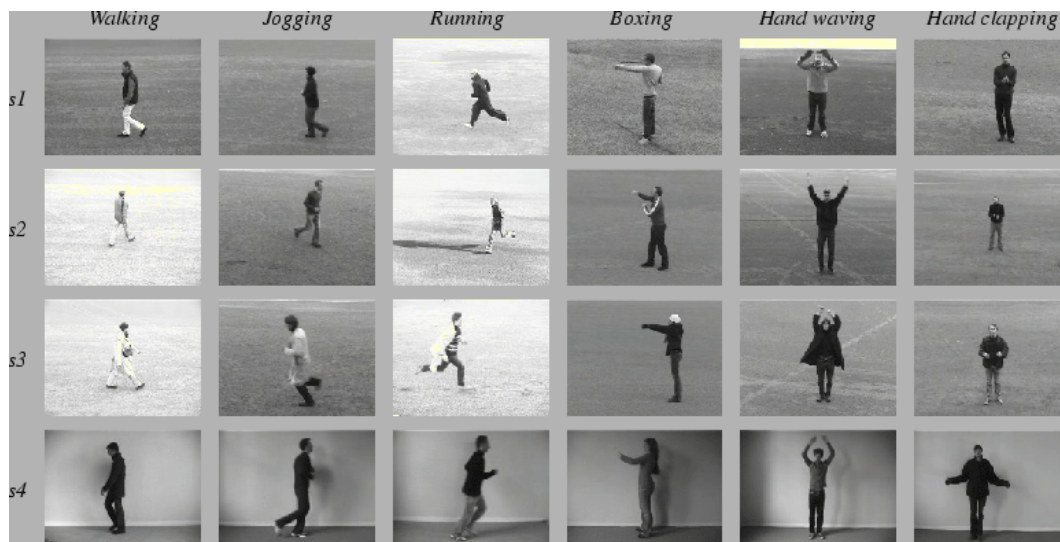 Walking Jogging Running Boxing Hand waving Hand clapping
s1
s2
s3
s4